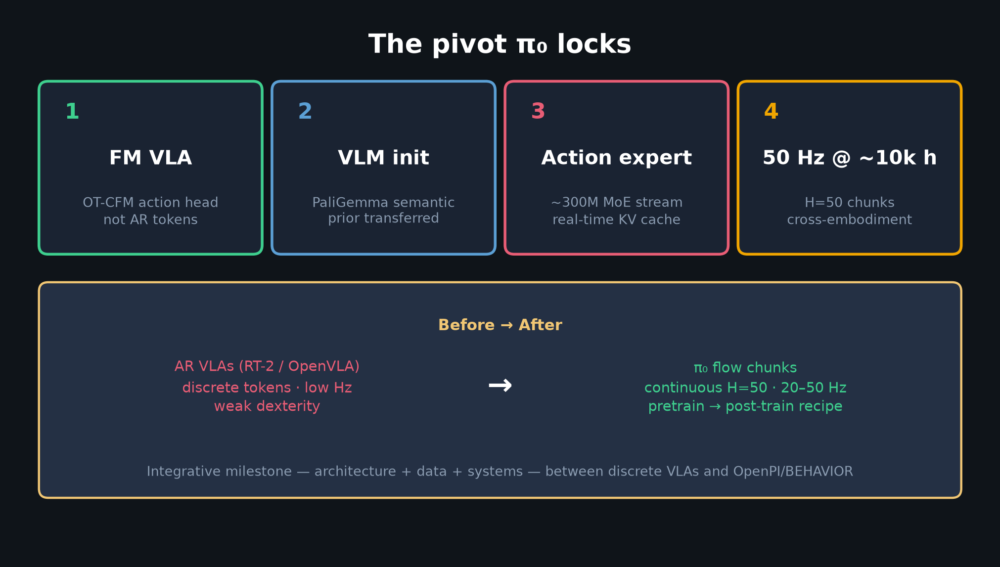 The pivot π₀ locks
1
FM VLA
OT-CFM action head
not AR tokens
2
VLM init
PaliGemma semantic
prior transferred
3
Action expert
~300M MoE stream
real-time KV cache
4
50 Hz @ ~10k h
H=50 chunks
cross-embodiment
Before → After
AR VLAs (RT-2 / OpenVLA)
discrete tokens · low Hz
weak dexterity
→
π₀ flow chunks
continuous H=50 · 20–50 Hz
pretrain → post-train recipe
Integrative milestone — architecture + data + systems — between discrete VLAs and OpenPI/BEHAVIOR